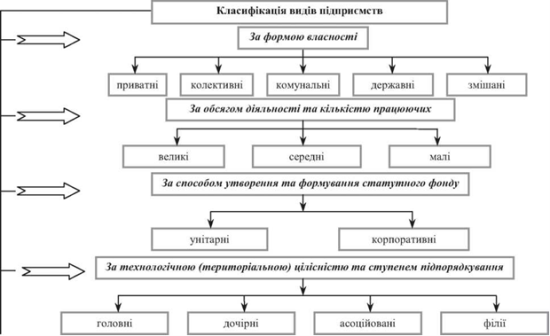 Класифікація видів підприємств
За формою власності
приватні колективні комунальні державні змішані
За обсягом діяльності та кількістю працюючих
великі середні малі
За способом утворення та формування статутного фонду
унітарні корпоративні
За технологічною (територіальною) цілісністю та ступенем підпорядкування
головні дочірні асоційовані філії